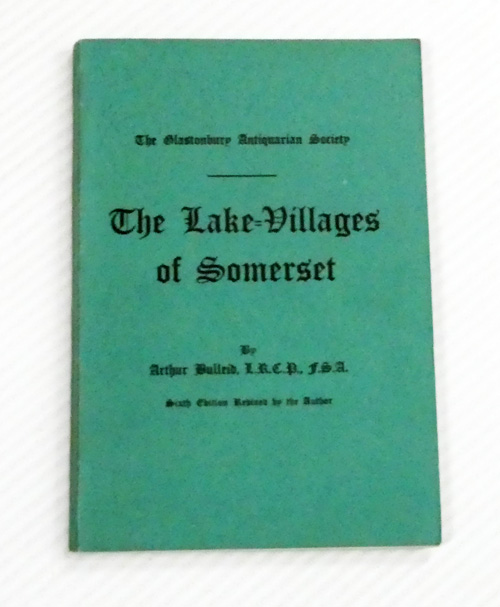 The Glastonbury Antiquarian Society
The Lake-Villages
of Somerset
By
Arthur Bulleid, L.R.C.P., F.S.A.
Sixth Edition Revised by the Author